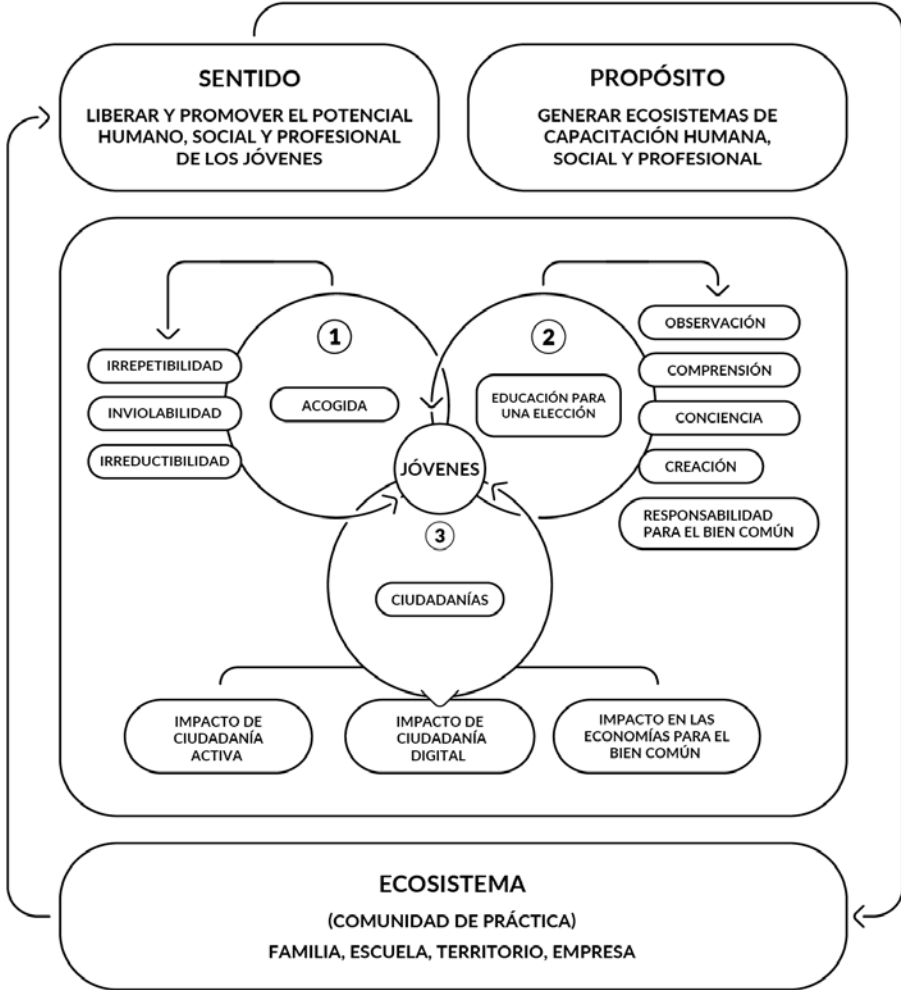 SENTIDO
LIBERAR Y PROMOVER EL POTENCIAL
HUMANO, SOCIAL Y PROFESIONAL
DE LOS JÓVENES
PROPÓSITO
GENERAR ECOSISTEMAS DE
CAPACITACIÓN HUMANA,
SOCIAL Y PROFESIONAL
1
ACOGIDA
IRREPETIBILIDAD
INVIOLABILIDAD
IRREDUCTIBILIDAD
2
EDUCACIÓN PARA
UNA ELECCIÓN
OBSERVACIÓN
COMPRENSIÓN
CONCIENCIA
CREACIÓN
RESPONSABILIDAD
PARA EL BIEN COMÚN
JÓVENES
3
CIUDADANÍAS
IMPACTO DE
CIUDADANÍA
ACTIVA
IMPACTO DE
CIUDADANÍA
DIGITAL
IMPACTO EN LAS
ECONOMÍAS PARA EL
BIEN COMÚN
ECOSISTEMA
(COMUNIDAD DE PRÁCTICA)
FAMILIA, ESCUELA, TERRITORIO, EMPRESA